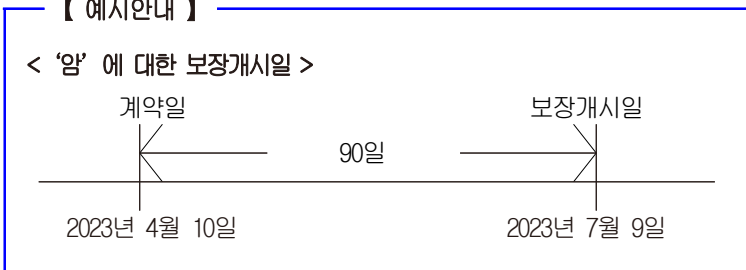 【 예시안내 】
< ‘암’ 에 대한 보장개시일 >
계약일 보장개시일
90일
2023년 4월 10일 2023년 7월 9일